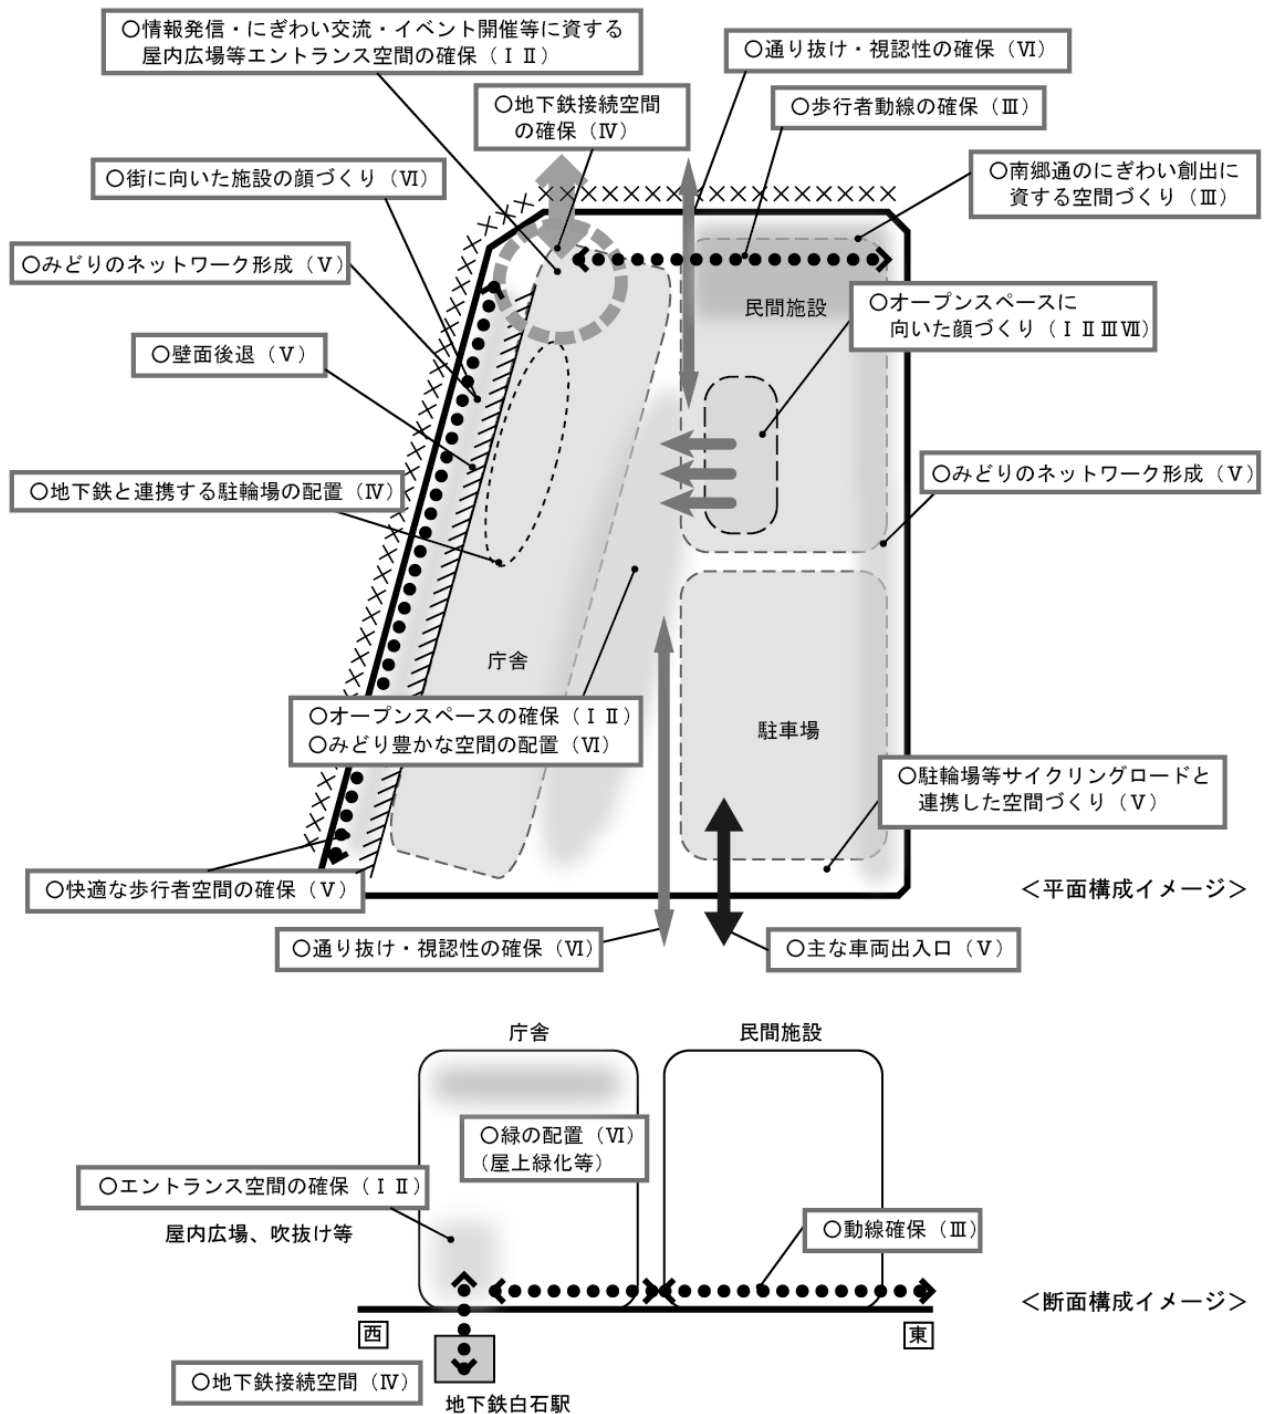 ○情報発信・にぎわい交流・イベント開催等に資する
屋内広場等エントランス空間の確保（ⅠⅡ）
○通り抜け・視認性の確保（Ⅵ）
○地下鉄接続空間
の確保（Ⅳ）
○歩行者動線の確保（Ⅲ）
○街に向いた施設の顔づくり（Ⅵ）
○南郷通のにぎわい創出に
資する空間づくり（Ⅲ）
○みどりのネットワーク形成（Ⅴ）
民間施設
○オープンスペースに
向いた顔づくり（ⅠⅡⅢⅦ）
○壁面後退（Ⅴ）
○地下鉄と連携する駐輪場の配置（Ⅳ）
○みどりのネットワーク形成（Ⅴ）
庁舎
○オープンスペースの確保（ⅠⅡ）
○みどり豊かな空間の配置（Ⅵ）
駐車場
○駐輪場等サイクリングロードと
連携した空間づくり（Ⅴ）
○快適な歩行者空間の確保（Ⅴ）
＜平面構成イメージ＞
○通り抜け・視認性の確保（Ⅵ）
○主な車両出入口（Ⅴ）
庁舎
民間施設
○緑の配置（Ⅵ）
（屋上緑化等）
○エントランス空間の確保（ⅠⅡ）
屋内広場、吹抜け等
○動線確保（Ⅲ）
＜断面構成イメージ＞
西
東
○地下鉄接続空間（Ⅳ）
地下鉄白石駅